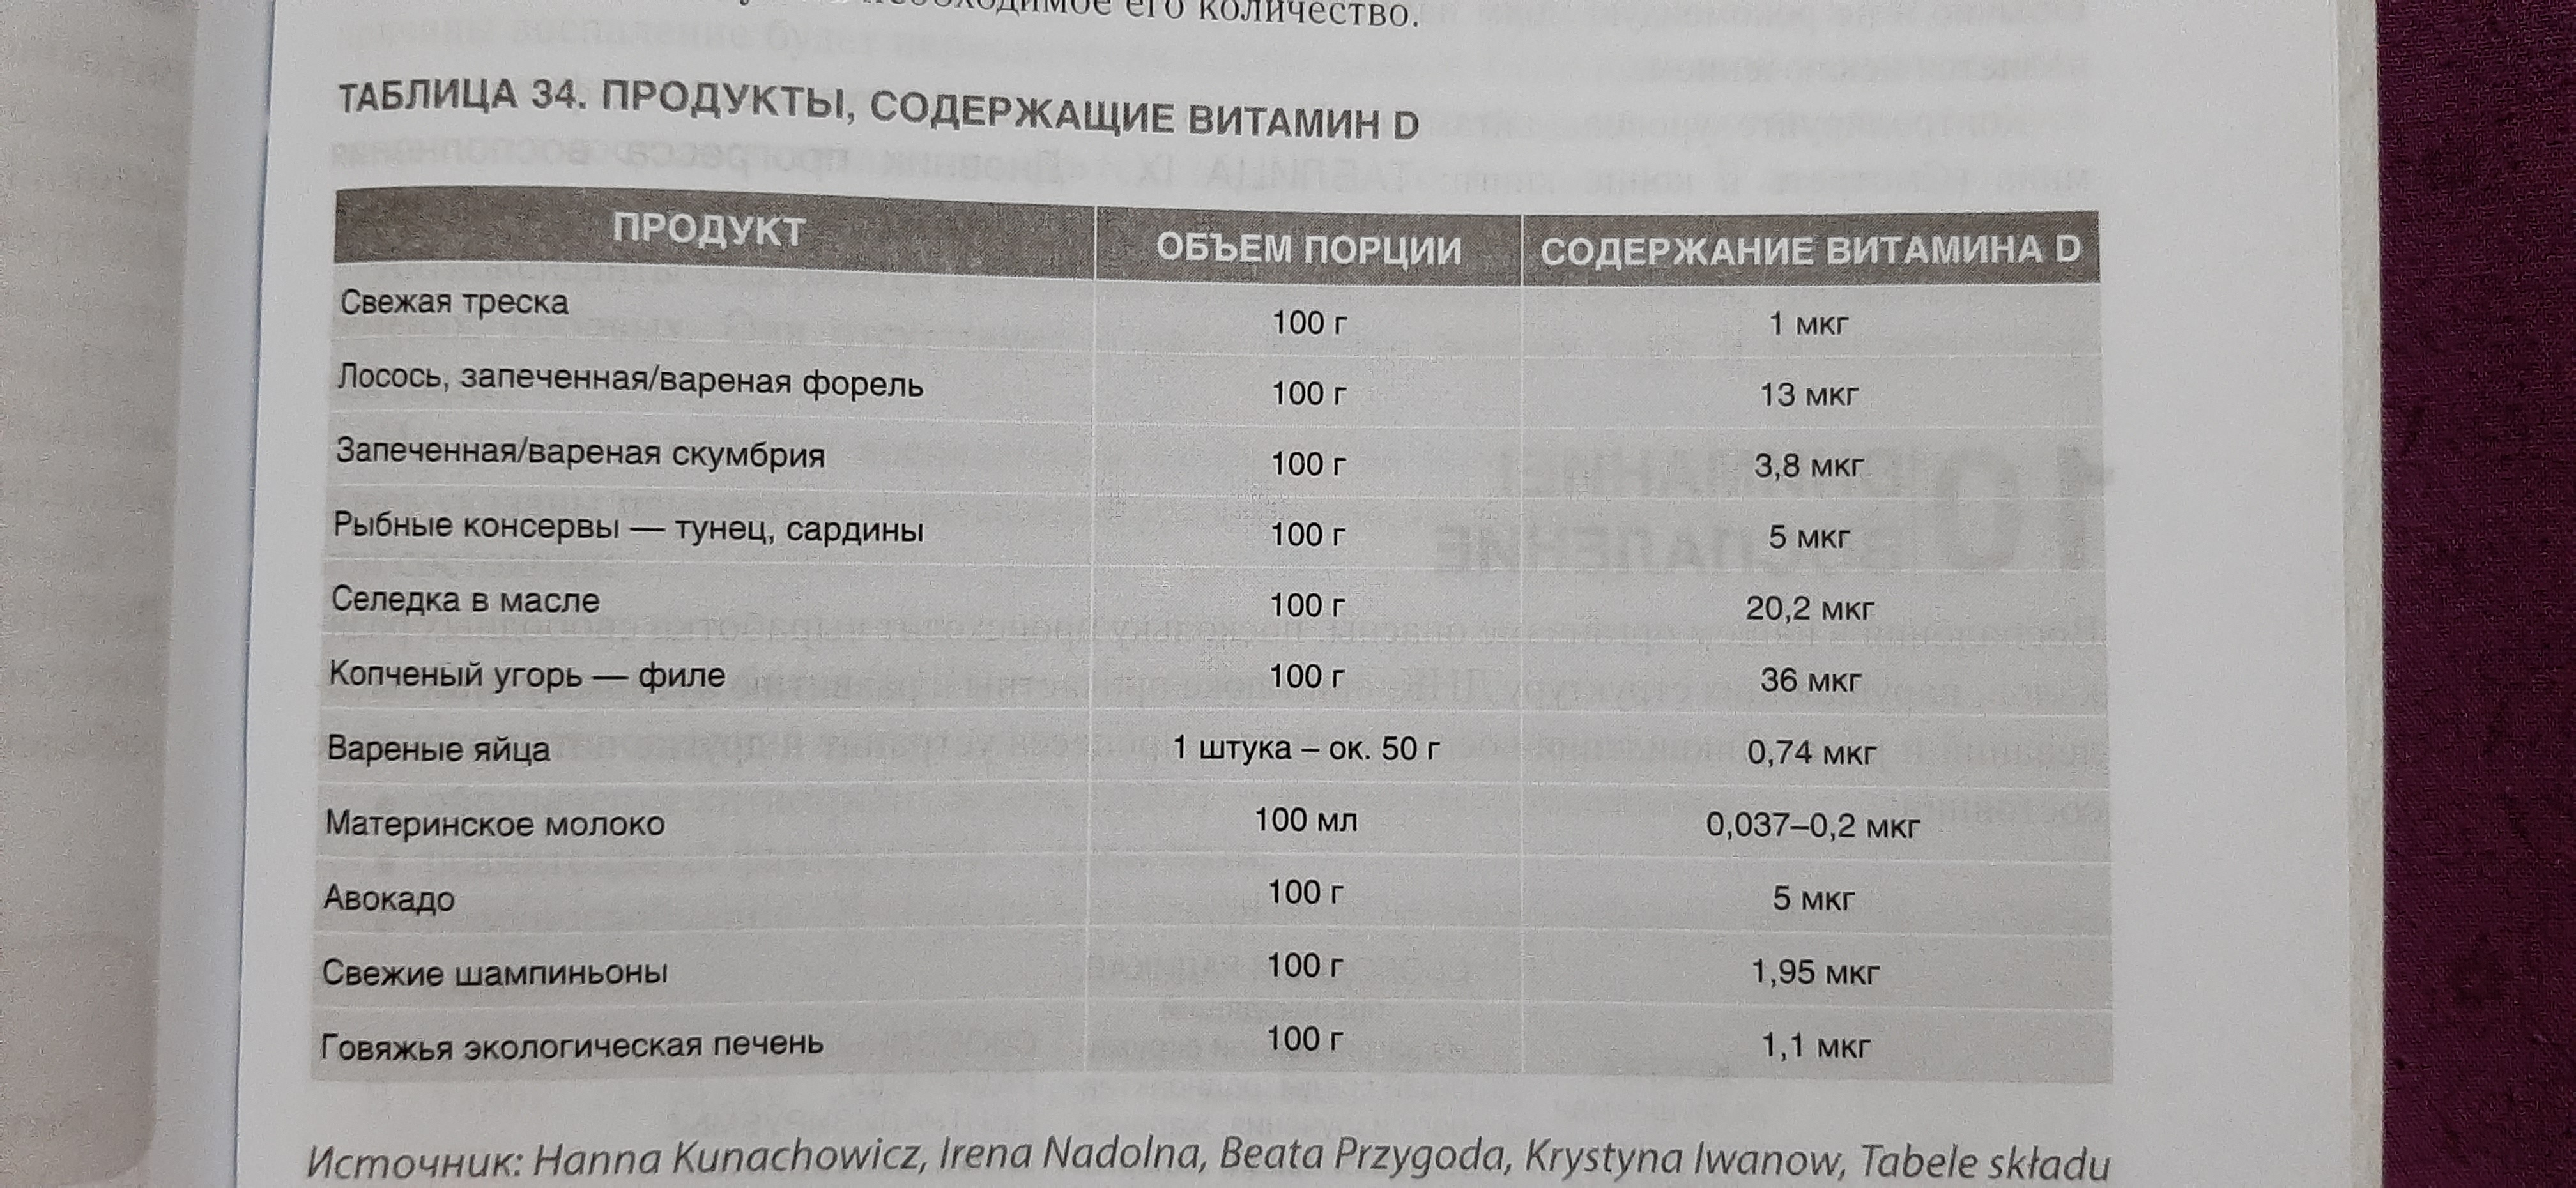 его количество.
ТАБЛИЦА 34. ПРОДУКТЫ, СОДЕРЖАЩИЕ ВИТАМИН D
ПРОДУКТ ОБЪЕМ ПОРЦИИ СОДЕРЖАНИЕ ВИТАМИНА D
Свежая треска 100 г 1 мкг
Лосось, запеченная/вареная форель 100 г 13 мкг
Запеченная/вареная скумбрия 100 г 3,8 мкг
Рыбные консервы — тунец, сардины 100 г 5 мкг
Селедка в масле 100 г 20,2 мкг
Копченый угорь — филе 100 г 36 мкг
Вареные яйца 1 штука – ок. 50 г 0,74 мкг
Материнское молоко 100 мл 0,037–0,2 мкг
Авокадо 100 г 5 мкг
Свежие шампиньоны 100 г 1,95 мкг
Говяжья экологическая печень 100 г 1,1 мкг
Источник: Hanna Kunachowicz, Irena Nadolna, Beata Przygoda, Krystyna Iwanow, Tabele składu